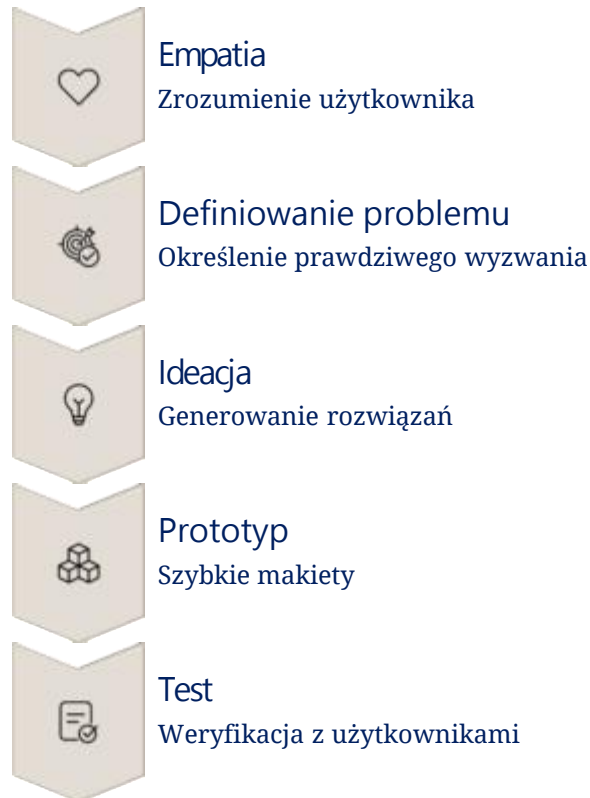 Empatia
Zrozumienie użytkownika
Definiowanie problemu
Określenie prawdziwego wyzwania
Ideacja
Generowanie rozwiązań
Prototyp
Szybkie makiety
Test
Weryfikacja z użytkownikami